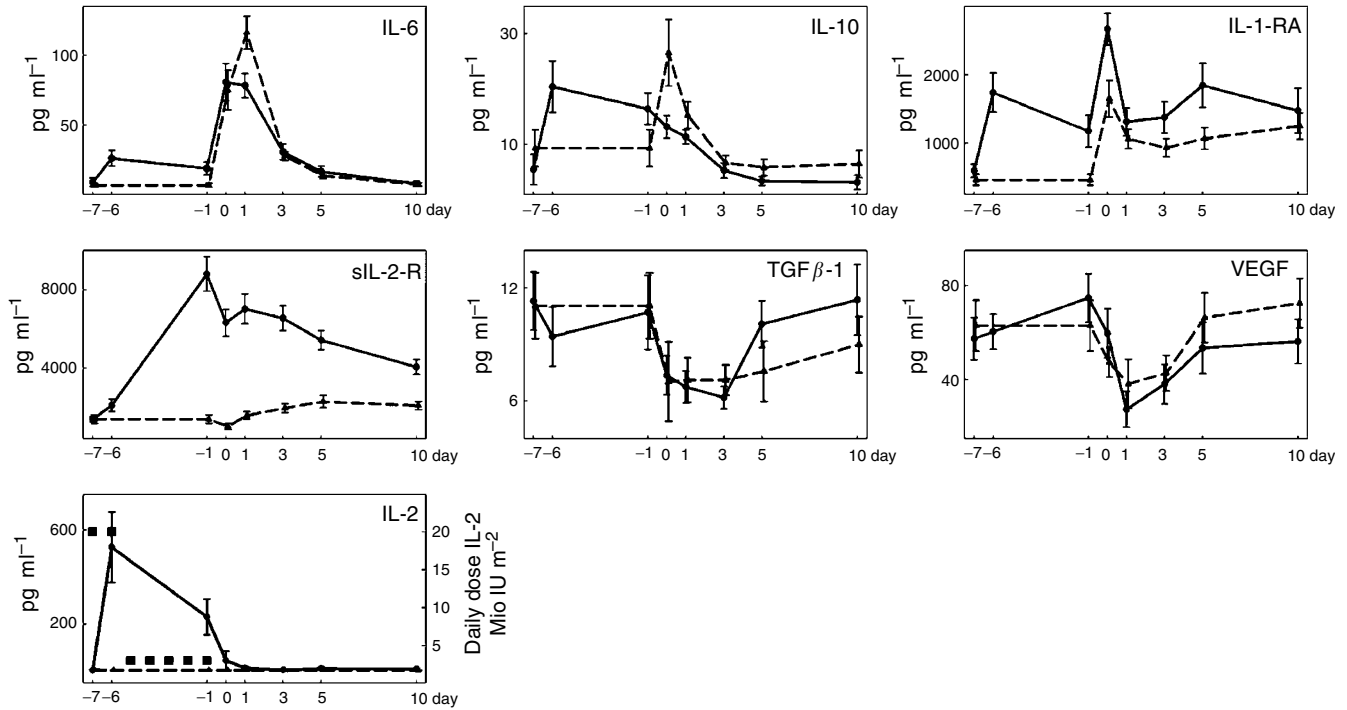 IL-6
pg ml−1
100
50
−7−6 −1 0 1 3 5 10 day
IL-10
pg ml−1
30
10
−7−6 −1 0 1 3 5 10 day
IL-1-RA
pg ml−1
2000
1000
−7−6 −1 0 1 3 5 10 day
sIL-2-R
pg ml−1
8000
4000
−7−6 −1 0 1 3 5 10 day
TGFβ-1
pg ml−1
12
6
−7−6 −1 0 1 3 5 10 day
VEGF
pg ml−1
80
40
−7−6 −1 0 1 3 5 10 day
IL-2
pg ml−1
600
200
20
15
10
5
Daily dose IL-2
Mio IU m−2
−7−6 −1 0 1 3 5 10 day